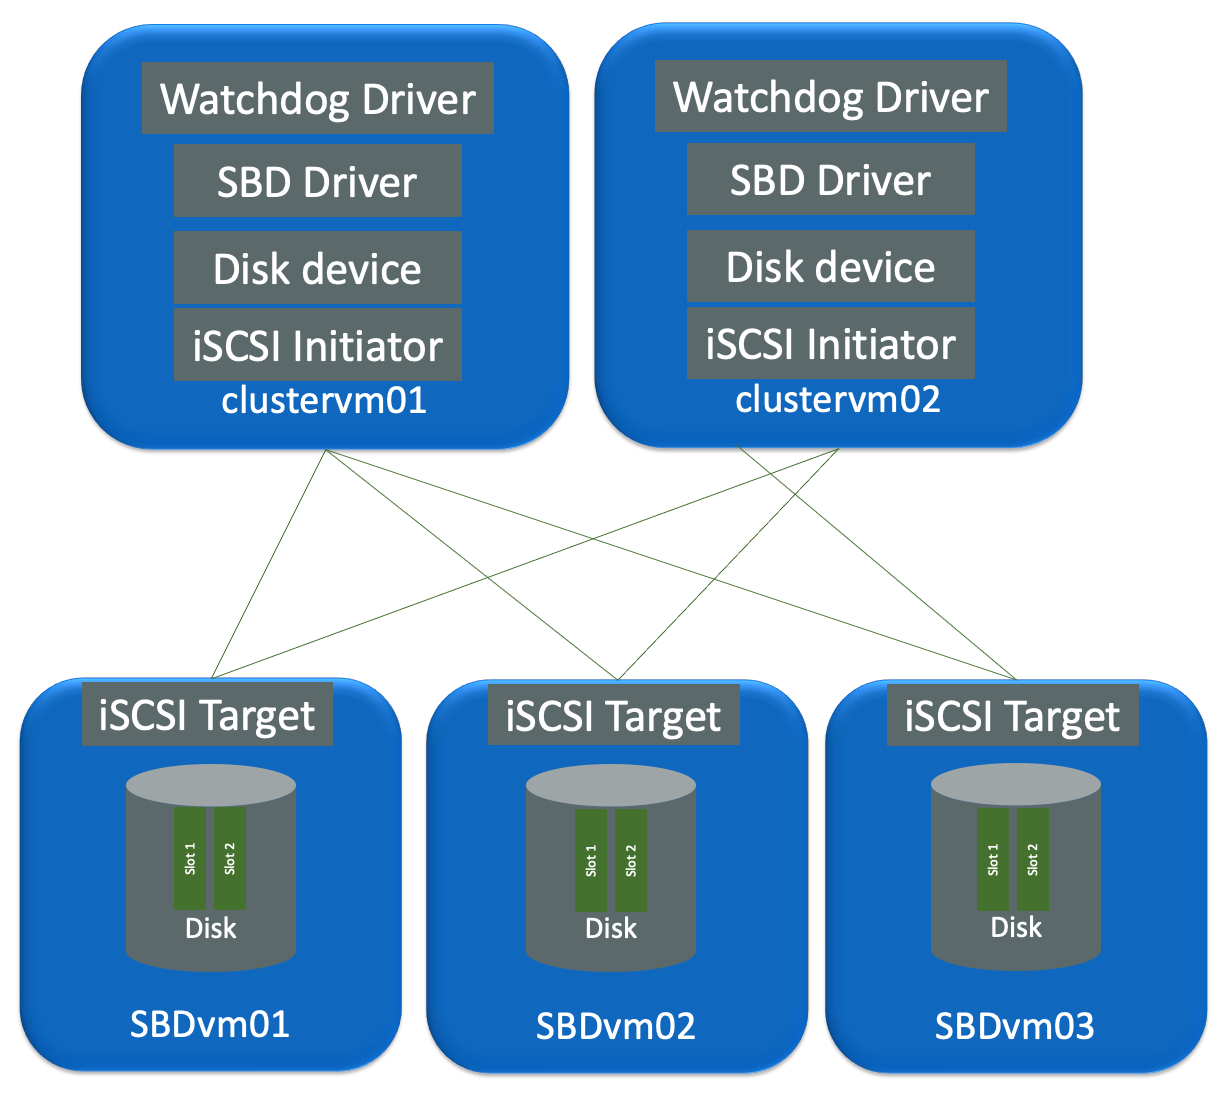 Watchdog Driver
SBD Driver
Disk device
iSCSI Initiator
clustervm01
Watchdog Driver
SBD Driver
Disk device
iSCSI Initiator
clustervm02
iSCSI Target
Slot 1
Slot 2
Disk
SBDvm01
iSCSI Target
Slot 1
Slot 2
Disk
SBDvm02
iSCSI Target
Slot 1
Slot 2
Disk
SBDvm03